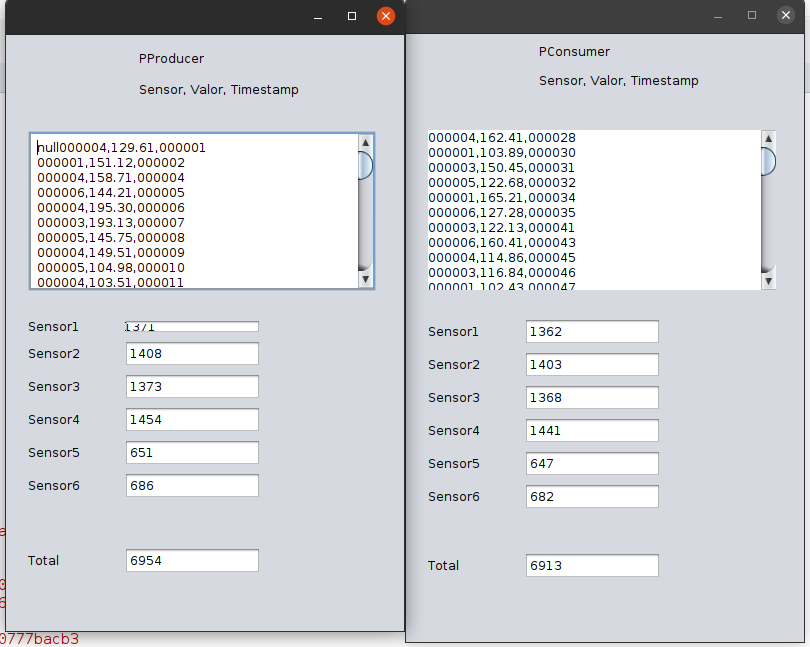 PProducer
Sensor, Valor, Timestamp
null000004,129.61,000001
000001,151.12,000002
000004,158.71,000004
000006,144.21,000005
000004,195.30,000006
000003,193.13,000007
000005,145.75,000008
000004,149.51,000009
000005,104.98,000010
000004,103.51,000011
Sensor1 1371
Sensor2 1408
Sensor3 1373
Sensor4 1454
Sensor5 651
Sensor6 686
Total 6954
PConsumer
Sensor, Valor, Timestamp
000004,162.41,000028
000001,103.89,000030
000003,150.45,000031
000005,122.68,000032
000001,165.21,000034
000006,127.28,000035
000003,122.13,000041
000006,160.41,000043
000004,114.86,000045
000003,116.84,000046
000001,102.43,000047
Sensor1 1362
Sensor2 1403
Sensor3 1368
Sensor4 1441
Sensor5 647
Sensor6 682
Total 6913
0777bacb3